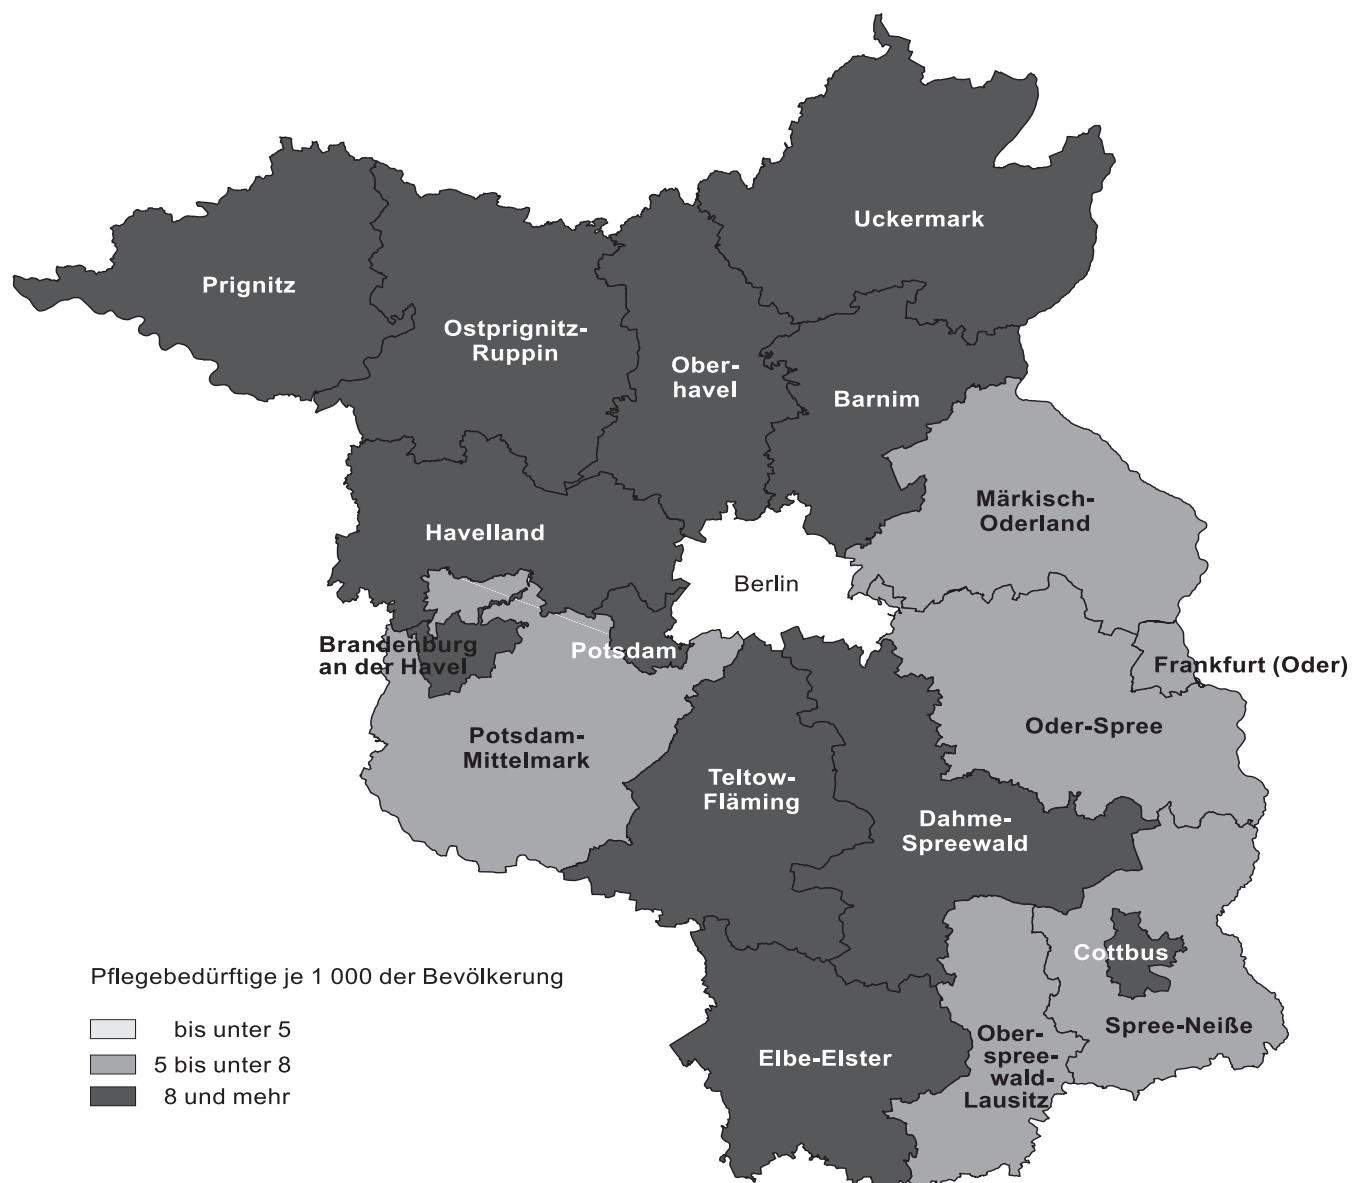 Uckermark
Prignitz
Ostprignitz-
Ruppin
Ober-
havel
Barnim
Märkisch-
Oderland
Havelland
Berlin
Brandenburg
an der Havel
Potsdam
Frankfurt (Oder)
Oder-Spree
Potsdam-
Mittelmark
Teltow-
Fläming
Dahme-
Spreewald
Cottbus
Spree-Neiße
Ober-
spree-
wald-
Lausitz
Elbe-Elster
Pflegebedürftige je 1 000 der Bevölkerung
bis unter 5
5 bis unter 8
8 und mehr